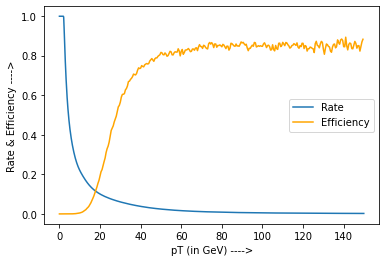 1.0
0.8
0.6
0.4
0.2
0.0
Rate & Efficiency ---->
Rate
Efficiency
0 20 40 60 80 100 120 140
pT (in GeV) ---->